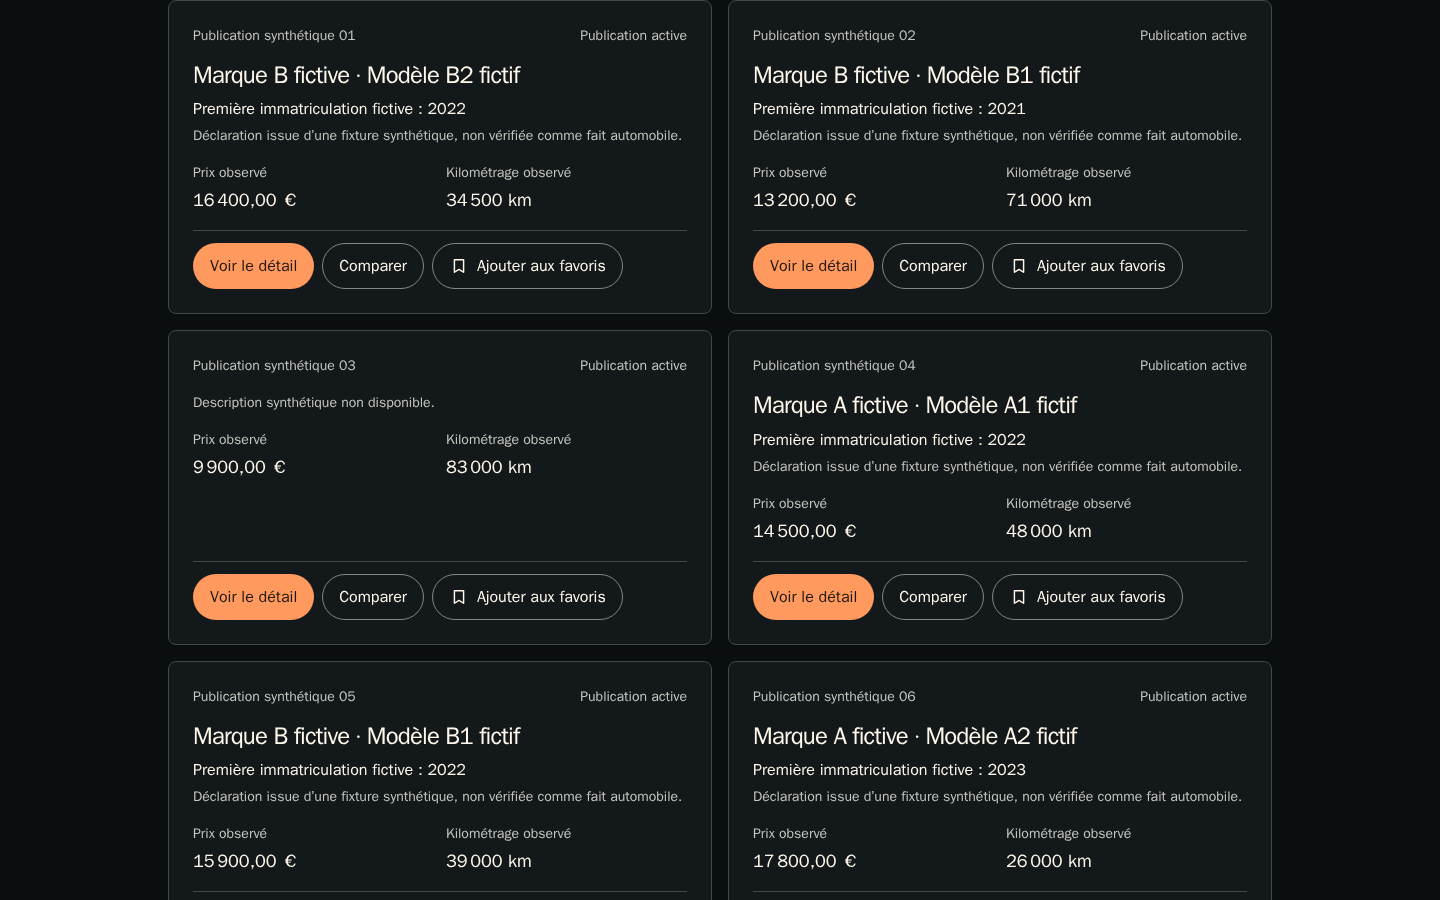 Publication synthétique 01
Publication active
Marque B fictive · Modèle B2 fictif
Première immatriculation fictive : 2022
Déclaration issue d’une fixture synthétique, non vérifiée comme fait automobile.
Prix observé
Kilométrage observé
16 400,00 €
34 500 km
Voir le détail
Comparer
Ajouter aux favoris
Publication synthétique 02
Publication active
Marque B fictive · Modèle B1 fictif
Première immatriculation fictive : 2021
Déclaration issue d’une fixture synthétique, non vérifiée comme fait automobile.
Prix observé
Kilométrage observé
13 200,00 €
71 000 km
Voir le détail
Comparer
Ajouter aux favoris
Publication synthétique 03
Publication active
Description synthétique non disponible.
Prix observé
Kilométrage observé
9 900,00 €
83 000 km
Voir le détail
Comparer
Ajouter aux favoris
Publication synthétique 04
Publication active
Marque A fictive · Modèle A1 fictif
Première immatriculation fictive : 2022
Déclaration issue d’une fixture synthétique, non vérifiée comme fait automobile.
Prix observé
Kilométrage observé
14 500,00 €
48 000 km
Voir le détail
Comparer
Ajouter aux favoris
Publication synthétique 05
Publication active
Marque B fictive · Modèle B1 fictif
Première immatriculation fictive : 2022
Déclaration issue d’une fixture synthétique, non vérifiée comme fait automobile.
Prix observé
Kilométrage observé
15 900,00 €
39 000 km
Publication synthétique 06
Publication active
Marque A fictive · Modèle A2 fictif
Première immatriculation fictive : 2023
Déclaration issue d’une fixture synthétique, non vérifiée comme fait automobile.
Prix observé
Kilométrage observé
17 800,00 €
26 000 km